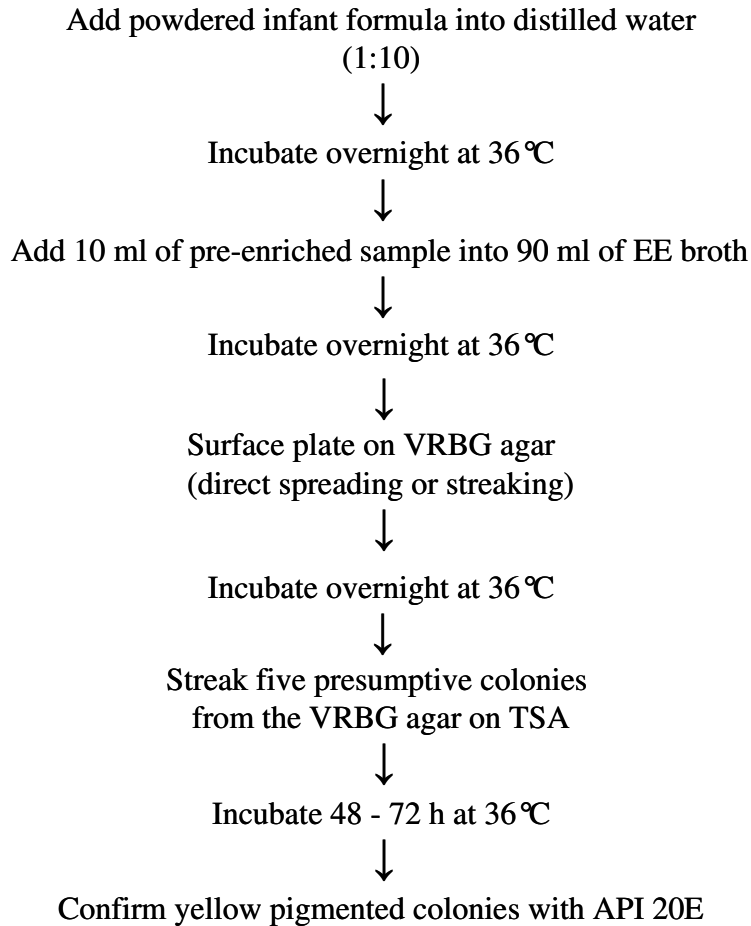 Add powdered infant formula into distilled water
(1:10)
Incubate overnight at 36℃
Add 10 ml of pre-enriched sample into 90 ml of EE broth
Incubate overnight at 36℃
Surface plate on VRBG agar
(direct spreading or streaking)
Incubate overnight at 36℃
Streak five presumptive colonies
from the VRBG agar on TSA
Incubate 48 - 72 h at 36℃
Confirm yellow pigmented colonies with API 20E